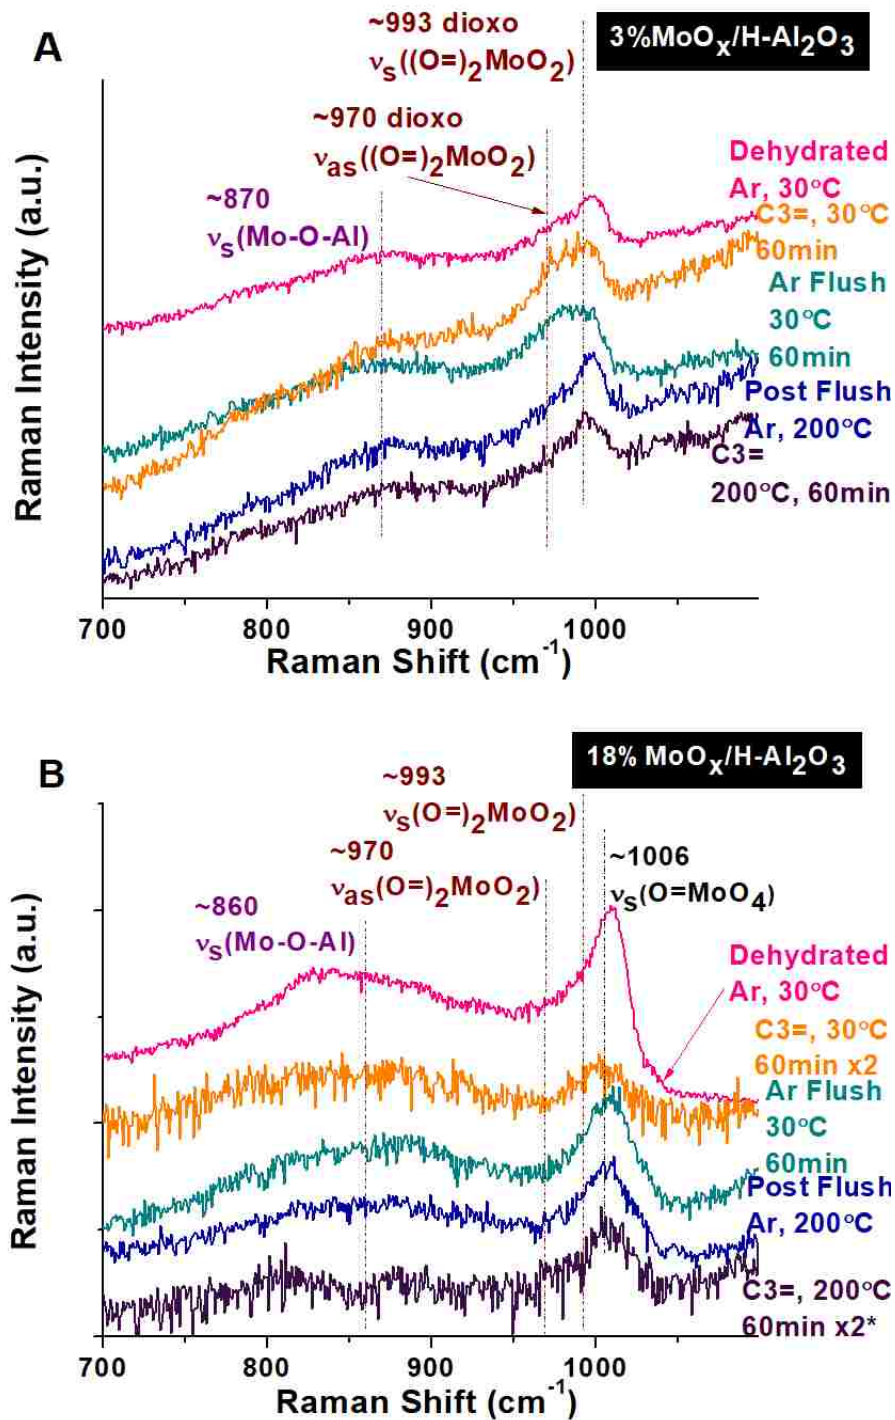 A
~993 dioxo
νs((O=)2MoO2)
3%MoOx/H-Al2O3
~970 dioxo
νas((O=)2MoO2)
~870
νs(Mo-O-Al)
Dehydrated
Ar, 30°C
C3=, 30°C
60min
Ar Flush
30°C
60min
Post Flush
Ar, 200°C
C3=
200°C, 60min
Raman Intensity (a.u.)
700 800 900 1000
Raman Shift (cm-1)
B
~993
νs(O=)2MoO2)
18% MoOx/H-Al2O3
~970
νas(O=)2MoO2)
~1006
νs(O=MoO4)
~860
νs(Mo-O-Al)
Dehydrated
Ar, 30°C
C3=, 30°C
60min x2
Ar Flush
30°C
60min
Post Flush
Ar, 200°C
C3=, 200°C
60min x2*
Raman Intensity (a.u.)
700 800 900 1000
Raman Shift (cm-1)